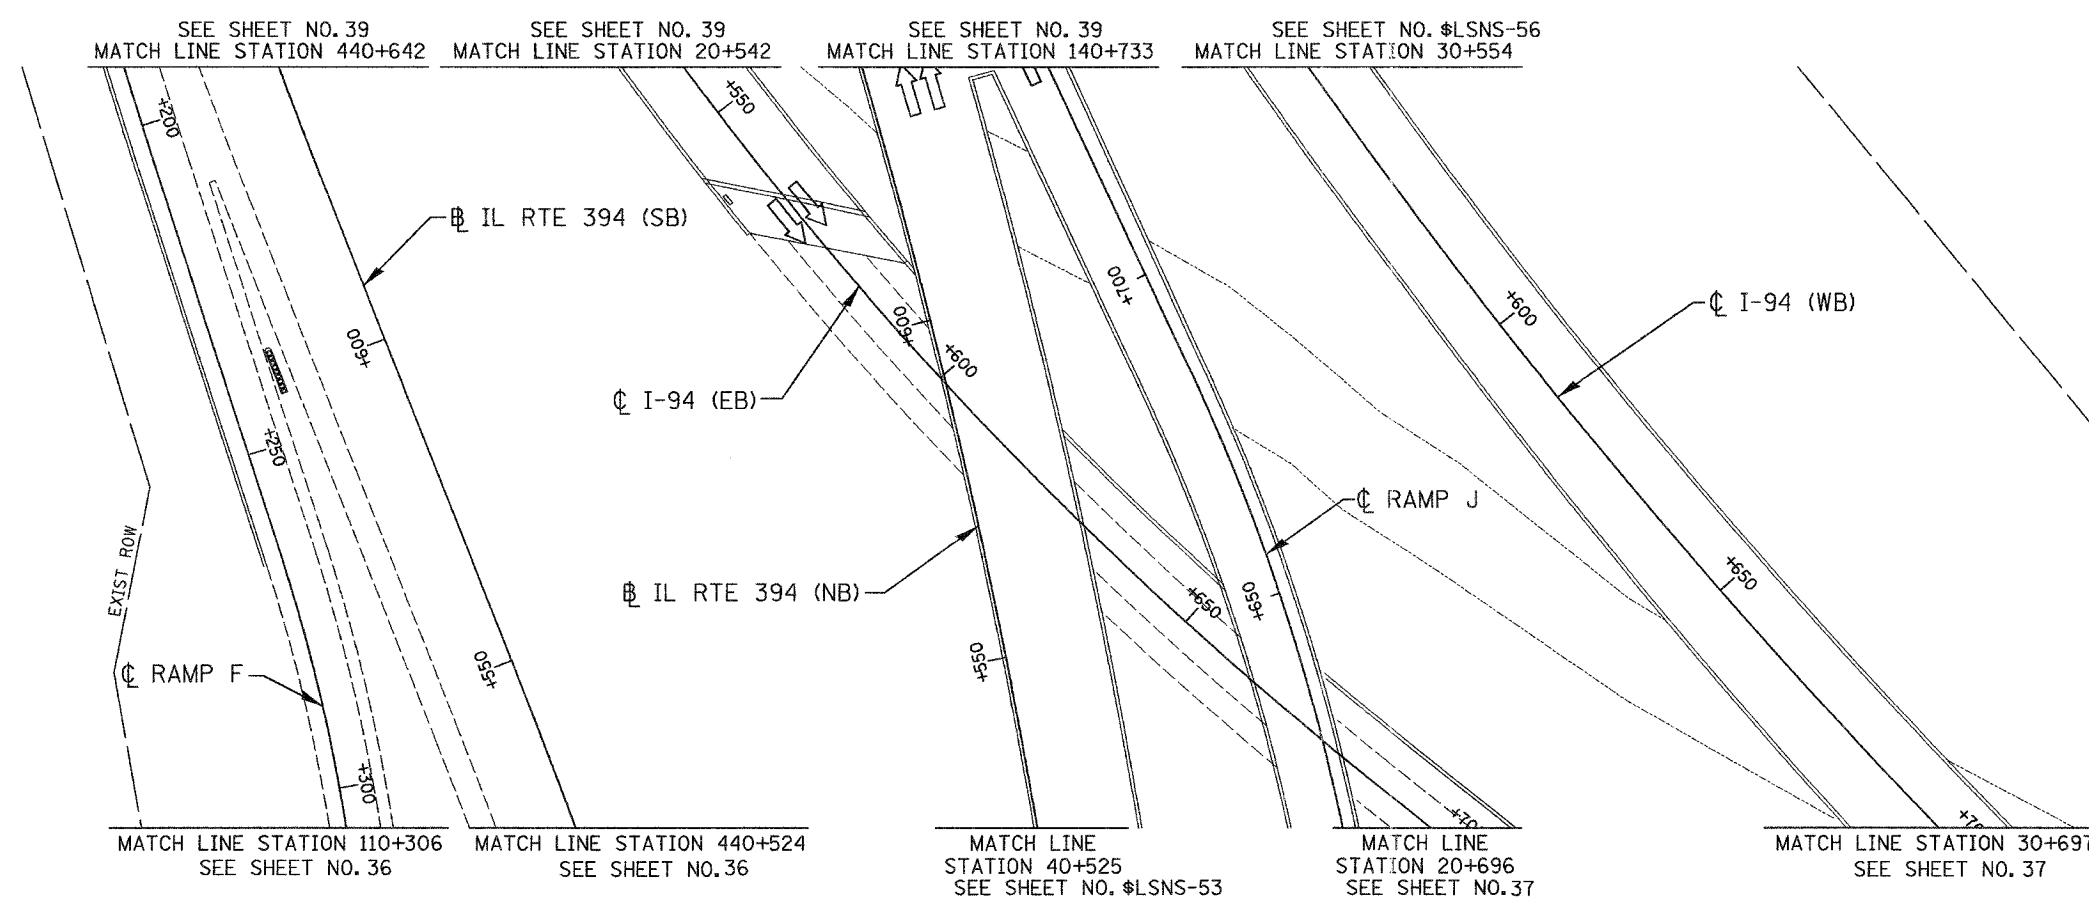 SEE SHEET NO. 39
MATCH LINE STATION 440+642
SEE SHEET NO. 39
MATCH LINE STATION 20+542
SEE SHEET NO. 39
MATCH LINE STATION 140+733
SEE SHEET NO. $LSNS-56
MATCH LINE STATION 30+554
+200
+550
℄ IL RTE 394 (SB)
+700
+600
℄ I-94 (WB)
+600
+600
+600
℄ I-94 (EB)
+250
℄ RAMP J
EXIST ROW
℄ IL RTE 394 (NB)
+650
+650
+650
℄ RAMP F
+550
+550
+300
MATCH LINE STATION 110+306
SEE SHEET NO. 36
MATCH LINE STATION 440+524
SEE SHEET NO. 36
MATCH LINE
STATION 40+525
SEE SHEET NO. $LSNS-53
MATCH LINE
STATION 20+696
SEE SHEET NO. 37
MATCH LINE STATION 30+697
SEE SHEET NO. 37